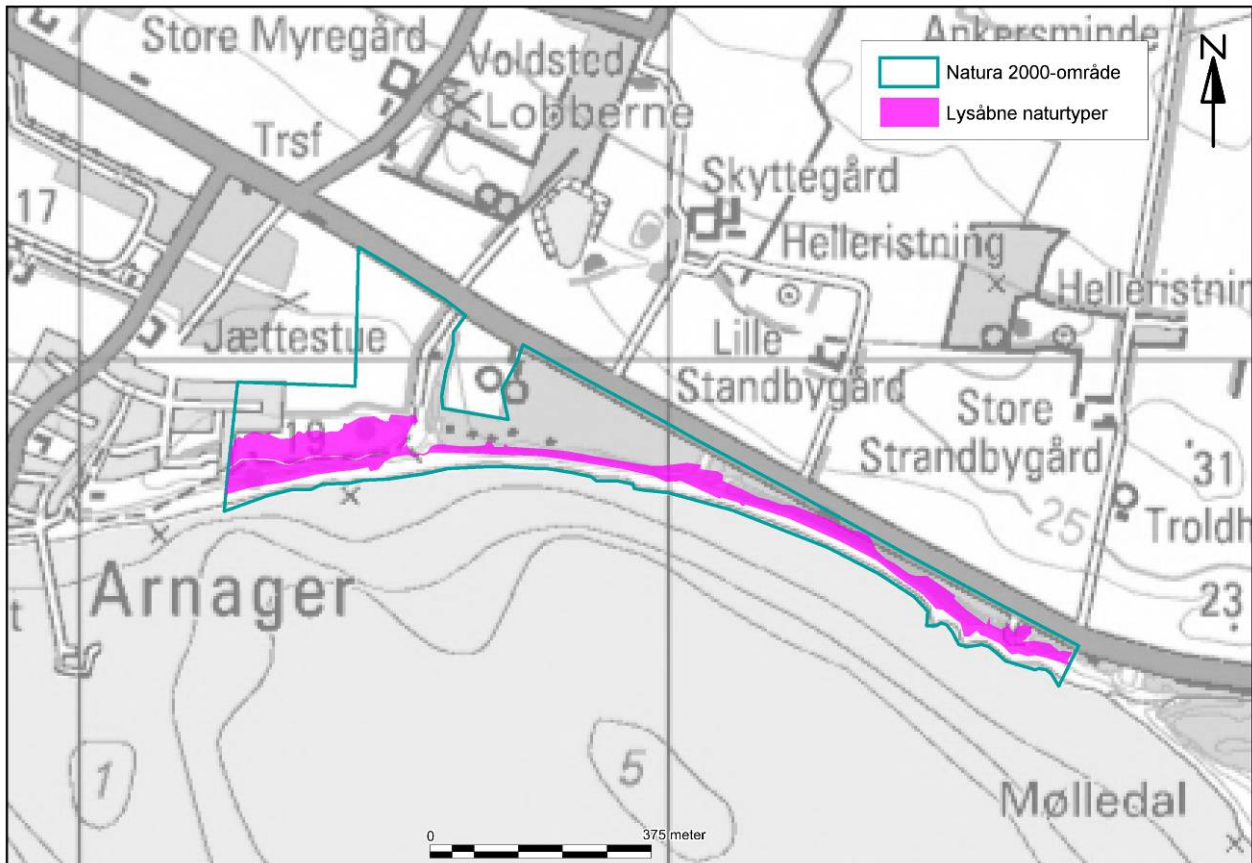 Store Myregård
Voldsted
Lobberne
Ankersminde
Natura 2000-område
Lysåbne naturtyper
N
Trsf
17
Skyttegård
Helleristning
Helleristnin
Jættestue
Lille
Standbygård
Store
Strandbygård
19
31
25
Troldh
23
Arnager
t
1
5
Mølledal
0
375 meter